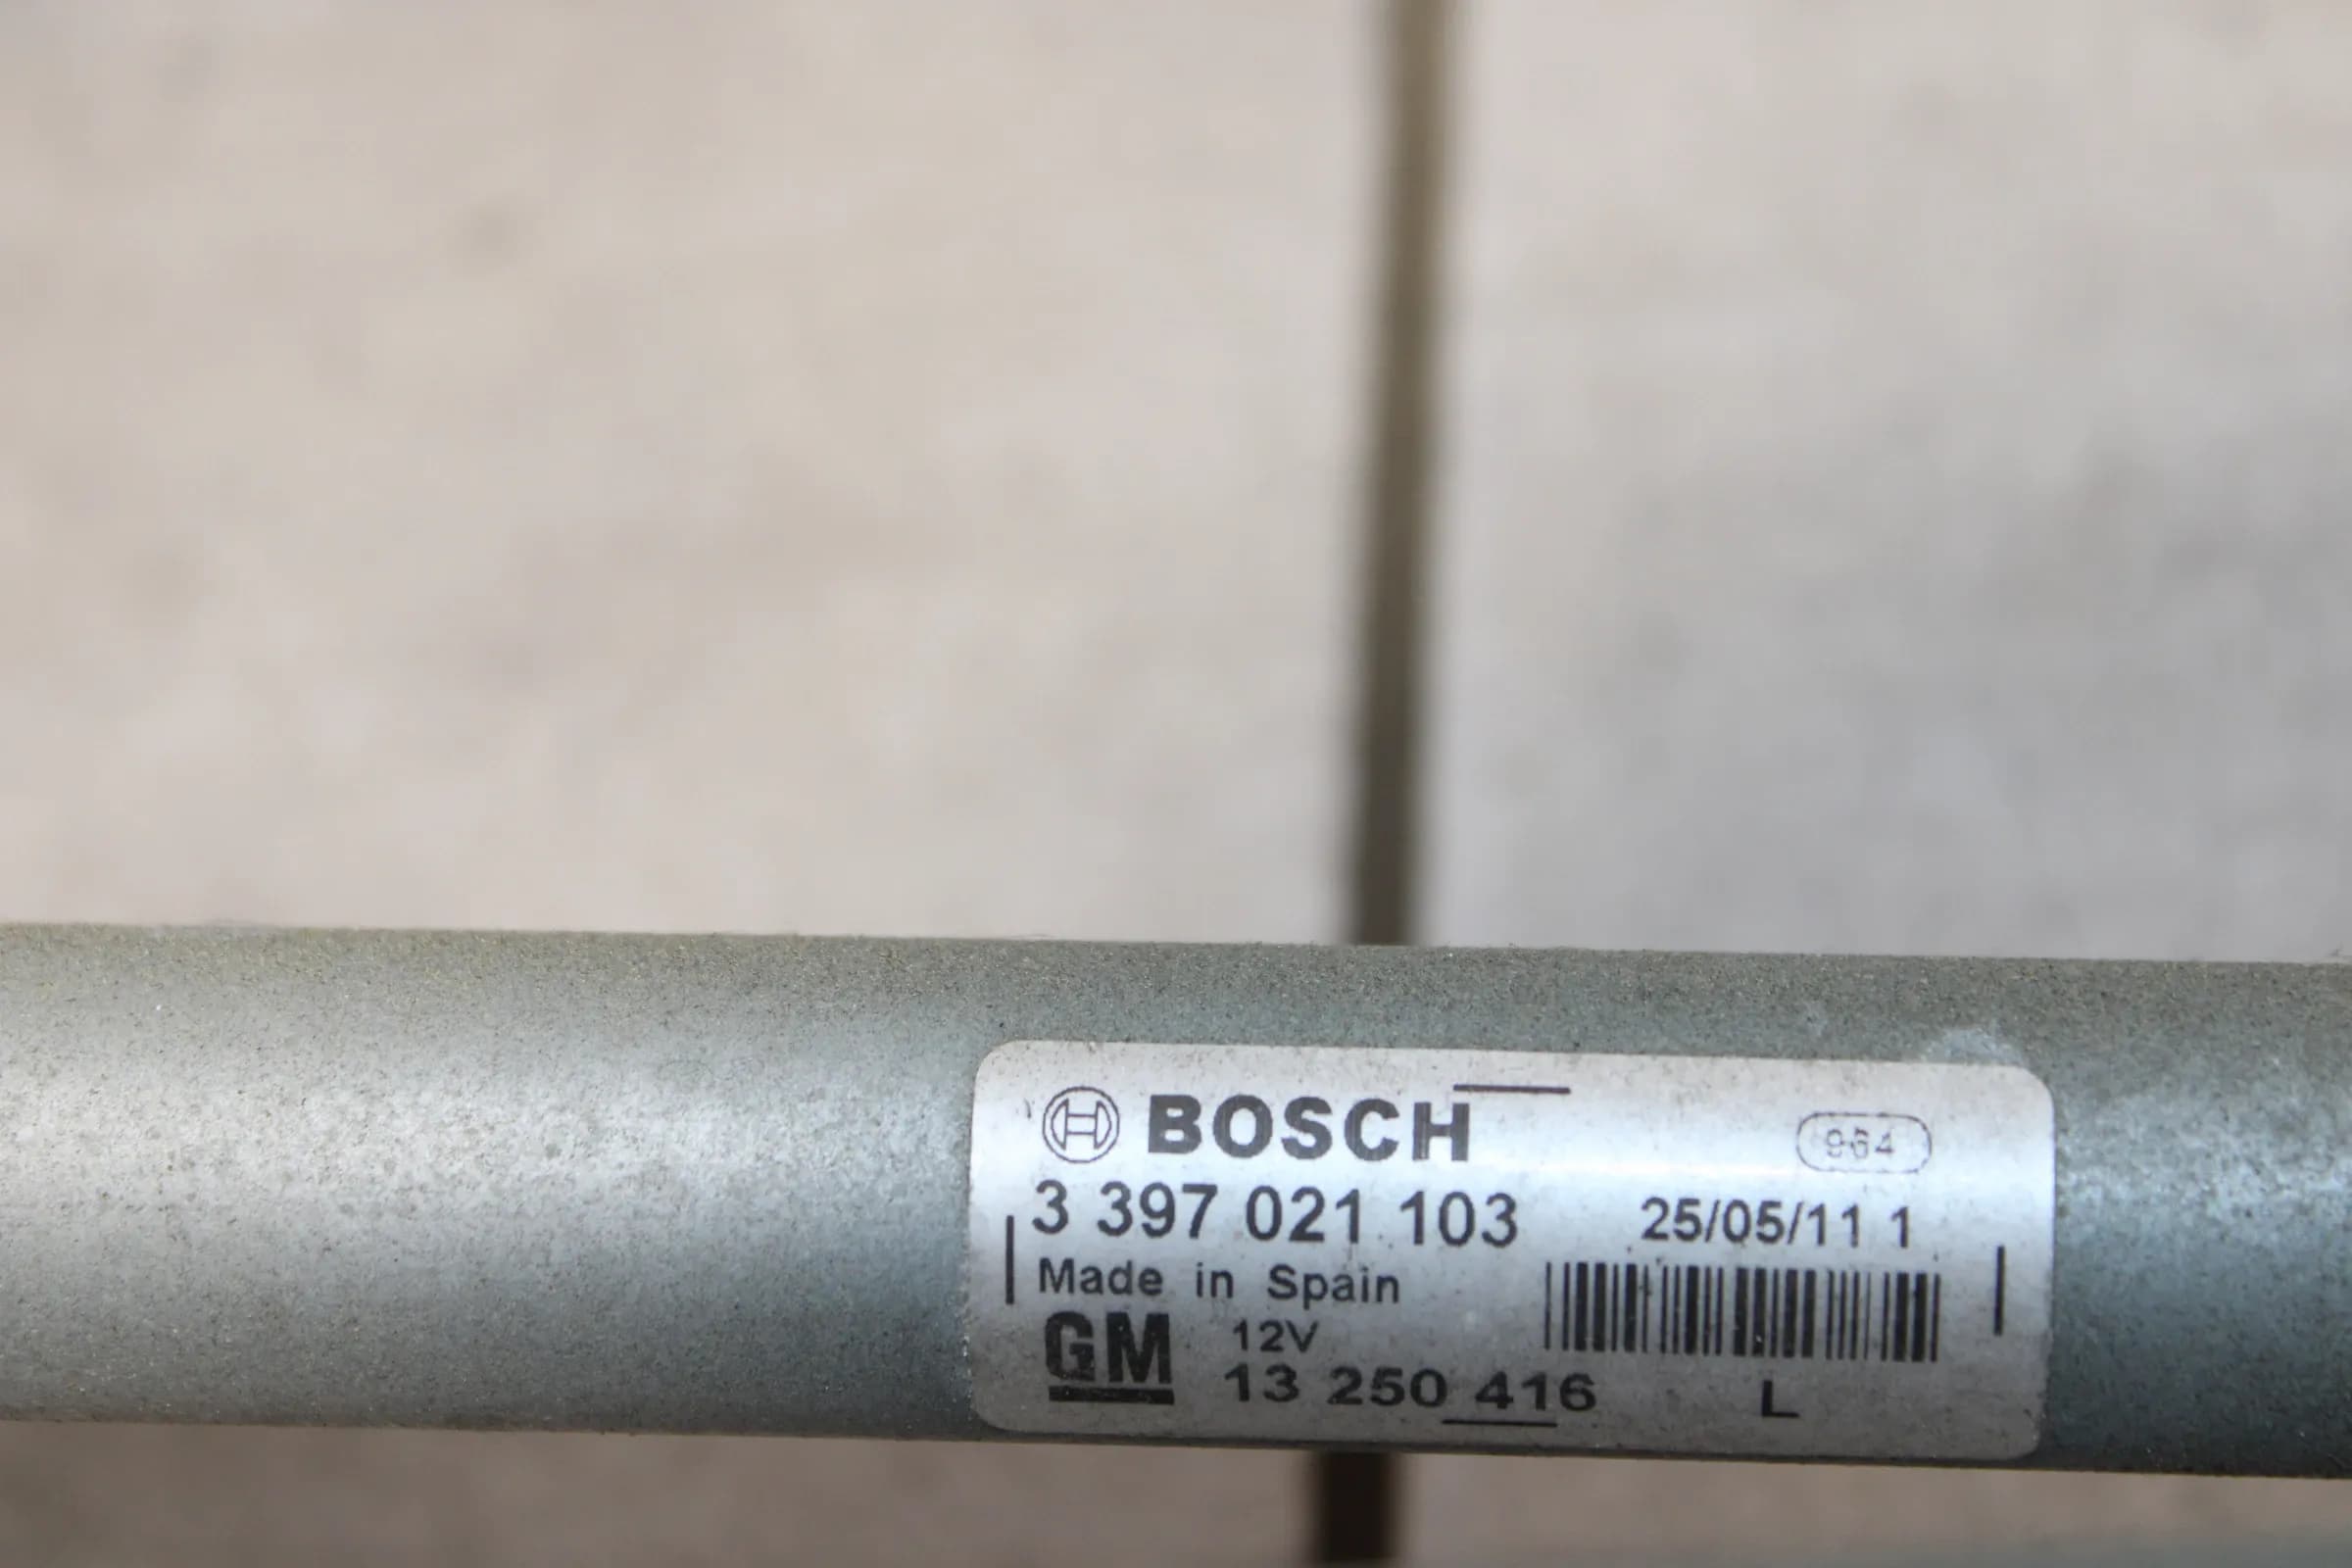 BOSCH 964
3 397 021 103 25/05/11 1
Made in Spain
GM 12V
13 250 416 L